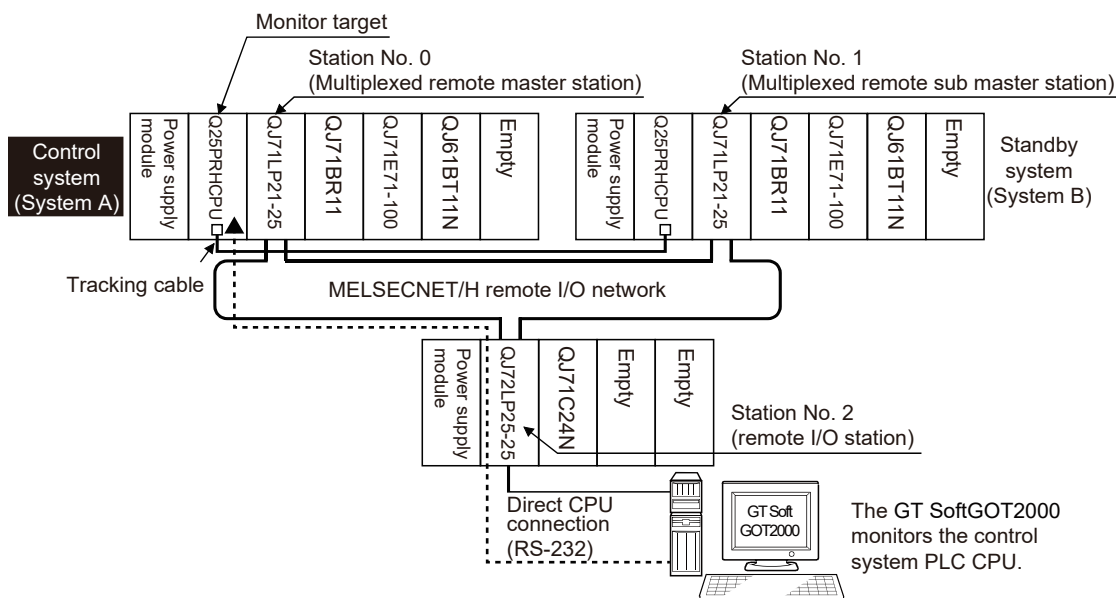 Monitor target
Station No. 0
(Multiplexed remote master station)
Station No. 1
(Multiplexed remote sub master station)
Control
system
(System A)
Power supply
module
Q25PRHCPU
QJ71LP21-25
QJ71BR11
QJ71E71-100
QJ61BT11N
Empty
Power supply
module
Q25PRHCPU
QJ71LP21-25
QJ71BR11
QJ71E71-100
QJ61BT11N
Empty
Standby
system
(System B)
Tracking cable
MELSECNET/H remote I/O network
Power supply
module
QJ72LP25-25
QJ71C24N
Empty
Empty
Station No. 2
(remote I/O station)
Direct CPU
connection
(RS-232)
GT Soft
GOT2000
The GT SoftGOT2000
monitors the control
system PLC CPU.